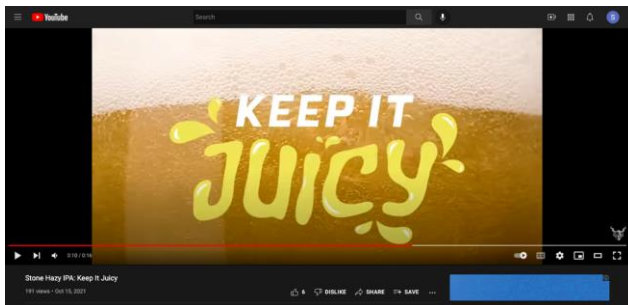 YouTube
Search
S
KEEP IT
JUICY
0:10 / 0:16
Stone Hazy IPA: Keep It Juicy
191 views • Oct 15, 2021
6 DISLIKE SHARE SAVE ...